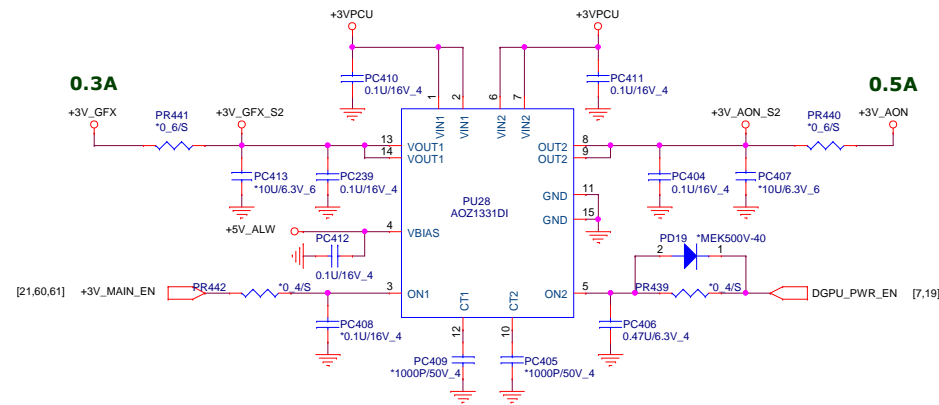 +3VPCU
+3VPCU
PC410
0.1U/16V_4
PC411
0.1U/16V_4
0.3A
0.5A
+3V_GFX
+3V_GFX_S2
+3V_AON_S2
+3V_AON
PR441
*0_6/S
PR440
*0_6/S
1
2
6
7
VIN1
VIN1
VIN2
VIN2
13
14
VOUT1
VOUT1
8
9
OUT2
OUT2
PC413
*10U/6.3V_6
PC239
0.1U/16V_4
PC404
0.1U/16V_4
PC407
*10U/6.3V_6
PU28
AOZ1331DI
GND
11
GND
15
+5V_ALW
4
VBIAS
PC412
0.1U/16V_4
PD19
*MEK500V-40
2
1
[21,60,61]
+3V_MAIN_EN
PR442
*0_4/S
3
ON1
ON2
5
PR439
*0_4/S
DGPU_PWR_EN
[7,19]
CT1
CT2
12
10
PC408
*0.1U/16V_4
PC406
0.47U/6.3V_4
PC409
*1000P/50V_4
PC405
*1000P/50V_4